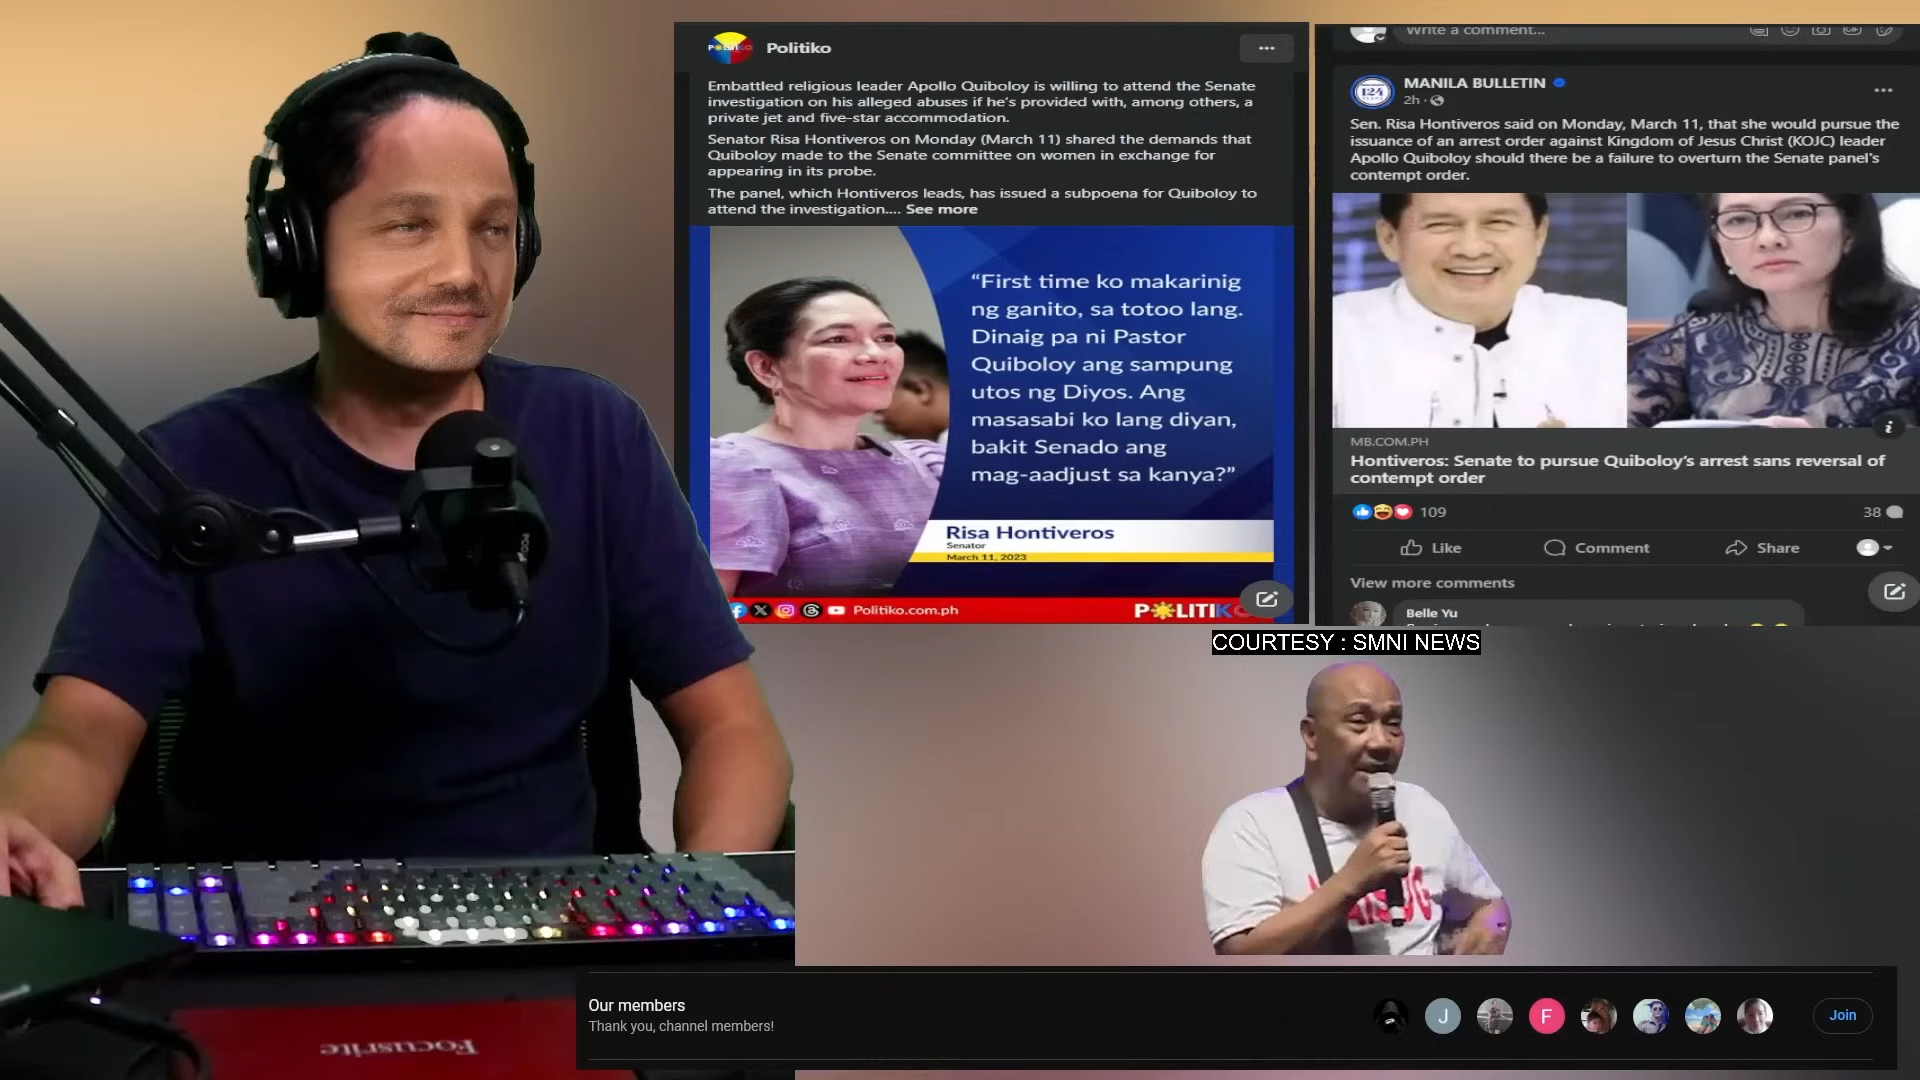 Politiko
Embattled religious leader Apollo Quiboloy is willing to attend the Senate
investigation on his alleged abuses if he's provided with, among others, a
private jet and five-star accommodation.
Senator Risa Hontiveros on Monday (March 11) shared the demands that
Quiboloy made to the Senate committee on women in exchange for
appearing in its probe.
The panel, which Hontiveros leads, has issued a subpoena for Quiboloy to
attend the investigation.... See more
“First time ko makarinig
ng ganito, sa totoo lang.
Dinaig pa ni Pastor
Quiboloy ang sampung
utos ng Diyos. Ang
masasabi ko lang diyan,
bakit Senado ang
mag-aadjust sa kanya?”
Risa Hontiveros
Senator
March 11, 2023
Politiko.com.ph
POLITIKO
Write a comment...
MANILA BULLETIN
2h ·
124
Sen. Risa Hontiveros said on Monday, March 11, that she would pursue the
issuance of an arrest order against Kingdom of Jesus Christ (KOJC) leader
Apollo Quiboloy should there be a failure to overturn the Senate panel's
contempt order.
MB.COM.PH
Hontiveros: Senate to pursue Quiboloy's arrest sans reversal of
contempt order
109
38
Like
Comment
Share
View more comments
Belle Yu
COURTESY : SMNI NEWS
Focusrite
Our members
Thank you, channel members!
J
F
Join